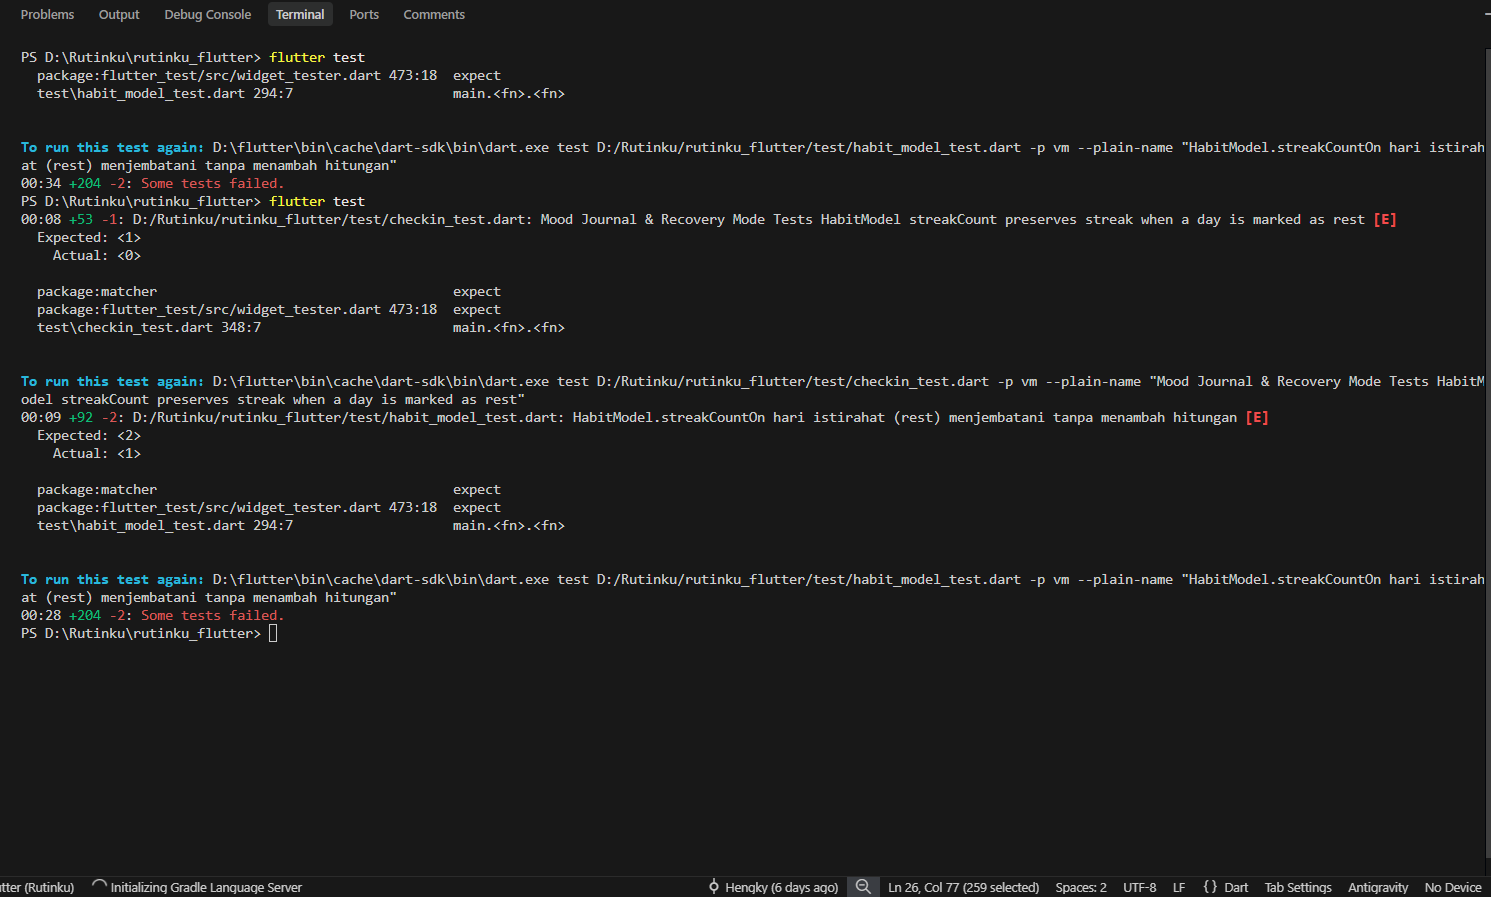 Problems Output Debug Console Terminal Ports Comments
PS D:\Rutinku\rutinku_flutter> flutter test
package:flutter_test/src/widget_tester.dart 473:18 expect
test\habit_model_test.dart 294:7 main.<fn>.<fn>
To run this test again: D:\flutter\bin\cache\dart-sdk\bin\dart.exe test D:/Rutinku/rutinku_flutter/test/habit_model_test.dart -p vm --plain-name "HabitModel.streakCountOn hari istirah
at (rest) menjembatani tanpa menambah hitungan"
00:34 +204 -2: Some tests failed.
PS D:\Rutinku\rutinku_flutter> flutter test
00:08 +53 -1: D:/Rutinku/rutinku_flutter/test/checkin_test.dart: Mood Journal & Recovery Mode Tests HabitModel streakCount preserves streak when a day is marked as rest [E]
Expected: <1>
Actual: <0>
package:matcher expect
package:flutter_test/src/widget_tester.dart 473:18 expect
test\checkin_test.dart 348:7 main.<fn>.<fn>
To run this test again: D:\flutter\bin\cache\dart-sdk\bin\dart.exe test D:/Rutinku/rutinku_flutter/test/checkin_test.dart -p vm --plain-name "Mood Journal & Recovery Mode Tests HabitM
odel streakCount preserves streak when a day is marked as rest"
00:09 +92 -2: D:/Rutinku/rutinku_flutter/test/habit_model_test.dart: HabitModel.streakCountOn hari istirahat (rest) menjembatani tanpa menambah hitungan [E]
Expected: <2>
Actual: <1>
package:matcher expect
package:flutter_test/src/widget_tester.dart 473:18 expect
test\habit_model_test.dart 294:7 main.<fn>.<fn>
To run this test again: D:\flutter\bin\cache\dart-sdk\bin\dart.exe test D:/Rutinku/rutinku_flutter/test/habit_model_test.dart -p vm --plain-name "HabitModel.streakCountOn hari istirah
at (rest) menjembatani tanpa menambah hitungan"
00:28 +204 -2: Some tests failed.
PS D:\Rutinku\rutinku_flutter>
tter (Rutinku) Initializing Gradle Language Server Hengky (6 days ago) Ln 26, Col 77 (259 selected) Spaces: 2 UTF-8 LF {} Dart Tab Settings Antigravity No Device